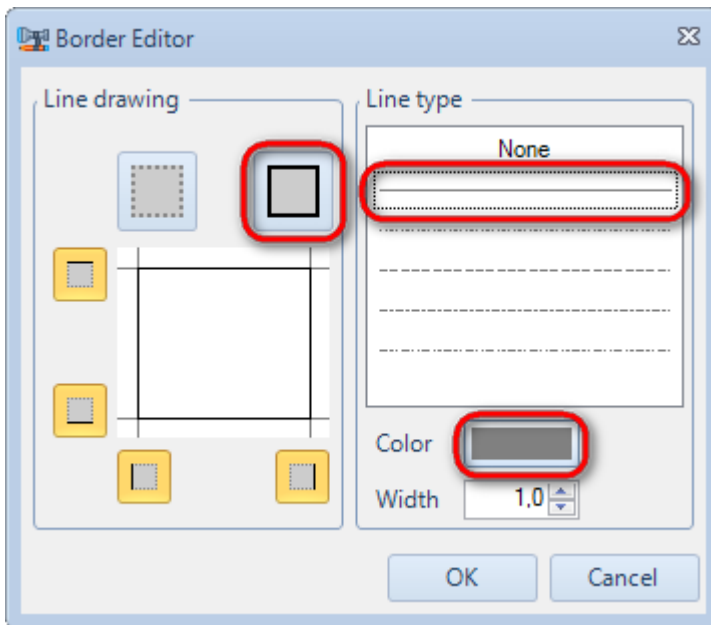 Border Editor
Line drawing
Line type
None
Color
Width 1,0
OK Cancel